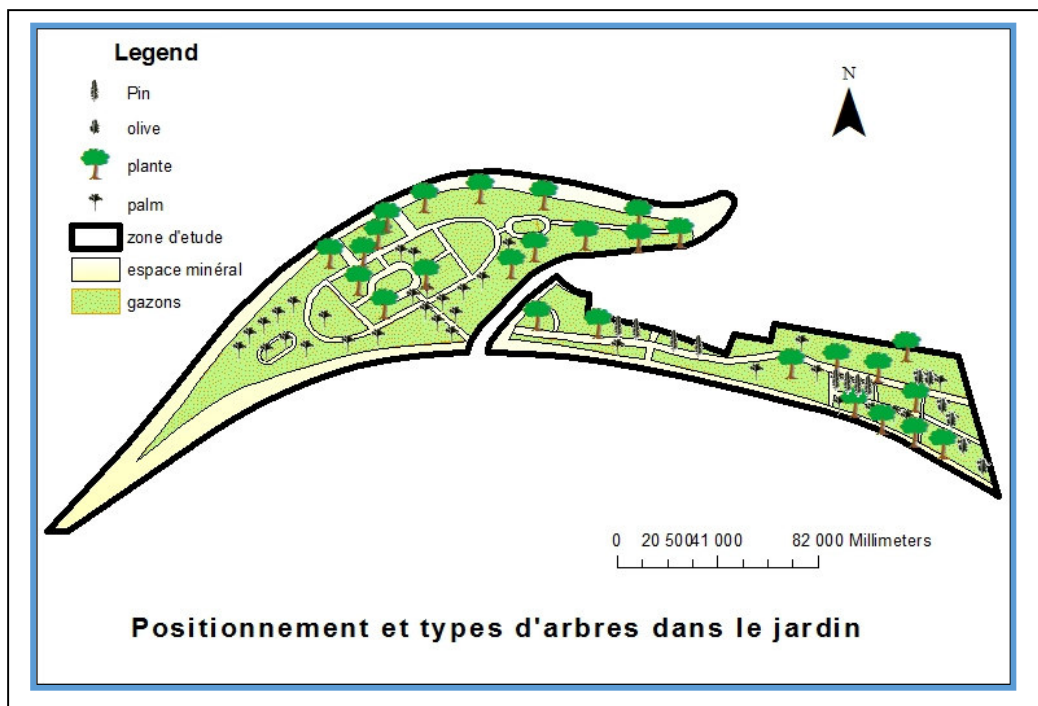 Legend
Pin
olive
plante
palm
zone d'etude
espace minéral
gazons
N
0 20 50041 000 82 000 Millimeters
Positionnement et types d'arbres dans le jardin